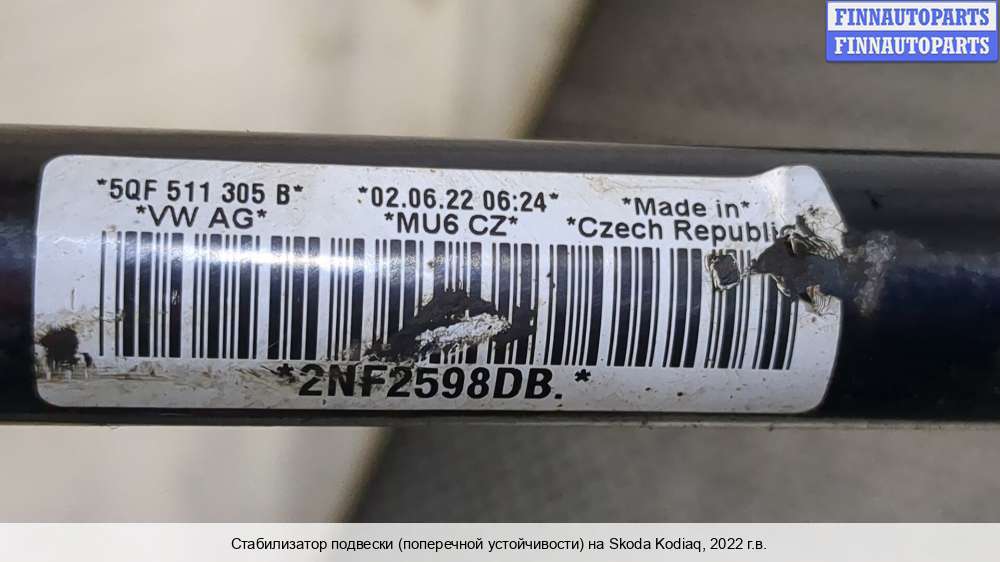 FINNAUTOPARTS
FINNAUTOPARTS
*5QF 511 305 B* *02.06.22 06:24* *Made in*
*VW AG* *MU6 CZ* *Czech Republic
*2NF2598DB. *
Стабилизатор подвески (поперечной устойчивости) на Skoda Kodiaq, 2022 г.в.